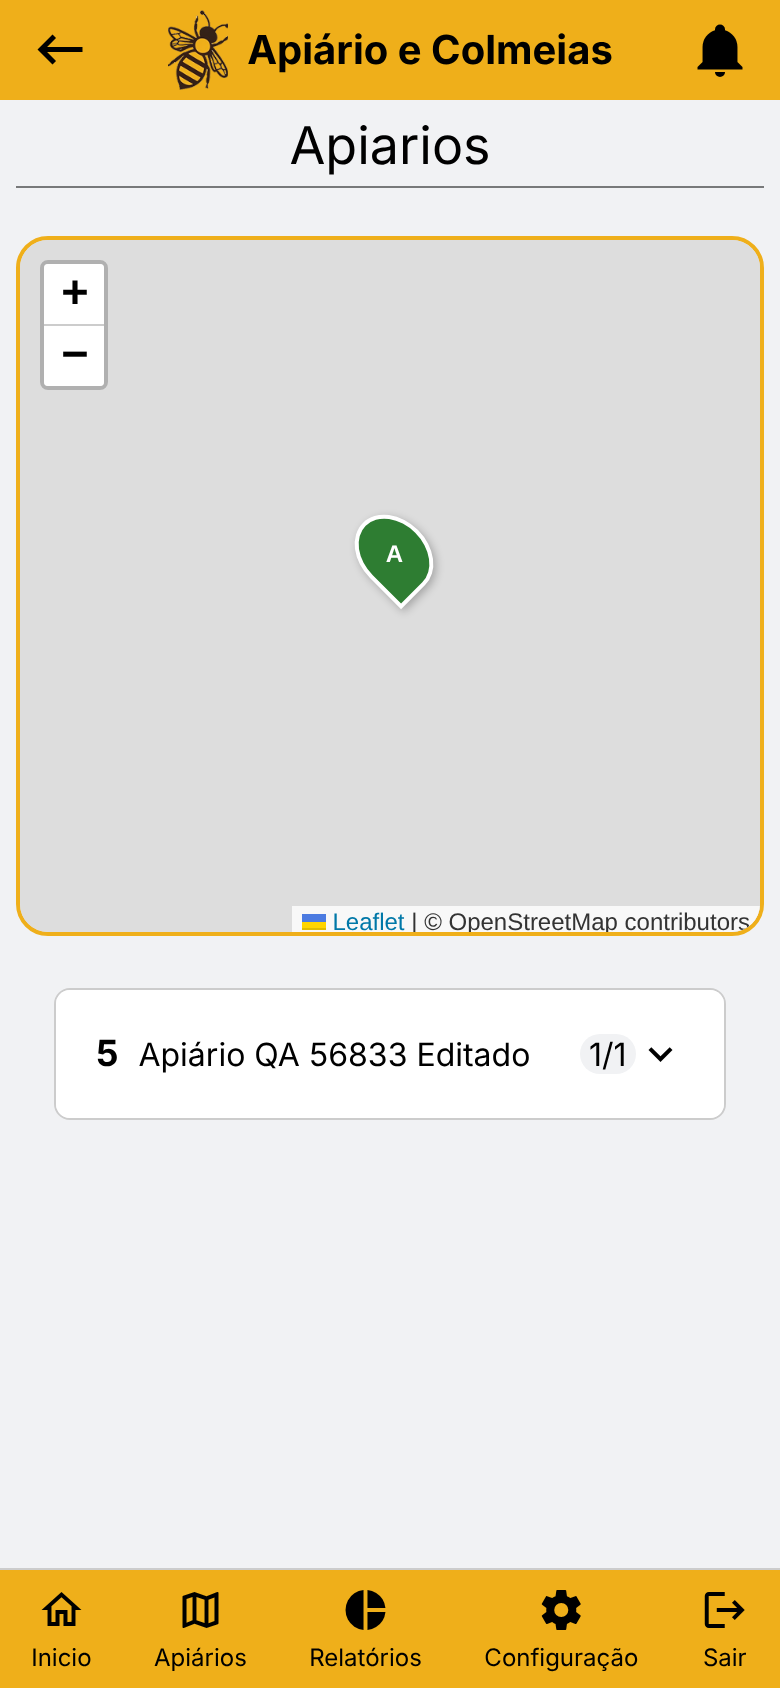 Apiário e Colmeias
Apiarios
+
−
A
Leaflet | © OpenStreetMap contributors
5 Apiário QA 56833 Editado 1/1
Inicio Apiários Relatórios Configuração Sair